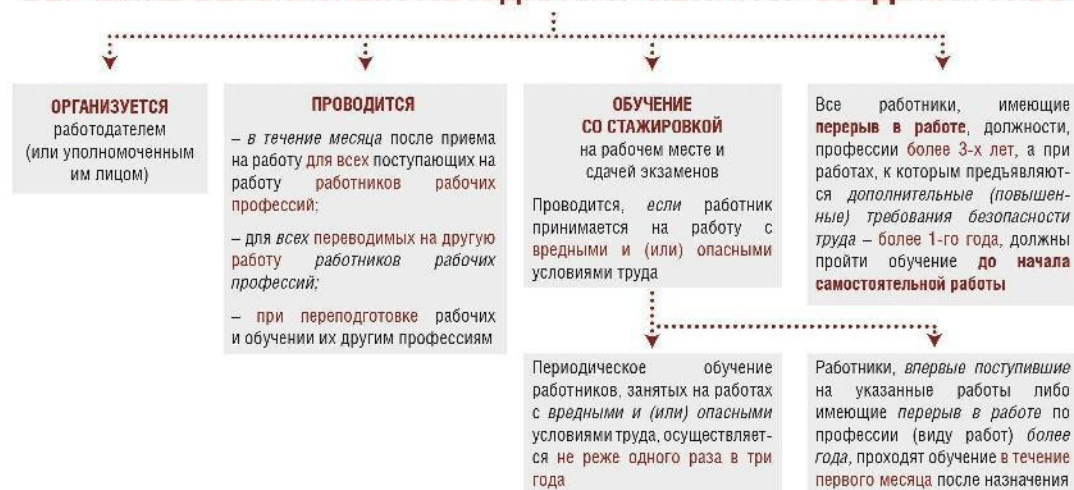 ОРГАНИЗУЕТСЯ
работодателем
(или уполномоченным
им лицом)
ПРОВОДИТСЯ
– в течение месяца после приема
на работу для всех поступающих на
работу работников рабочих
профессий;
– для всех переводимых на другую
работу работников рабочих
профессий;
– при переподготовке рабочих
и обучении их другим профессиям
ОБУЧЕНИЕ
СО СТАЖИРОВКОЙ
на рабочем месте и
сдачей экзаменов
Проводится, если работник
принимается на работу с
вредными и (или) опасными
условиями труда
Все работники, имеющие
перерыв в работе, должности,
профессии более 3-х лет, а при
работах, к которым предъявляют-
ся дополнительные (повышен-
ные) требования безопасности
труда – более 1-го года, должны
пройти обучение до начала
самостоятельной работы
Периодическое обучение
работников, занятых на работах
с вредными и (или) опасными
условиями труда, осуществляет-
ся не реже одного раза в три
года
Работники, впервые поступившие
на указанные работы либо
имеющие перерыв в работе по
профессии (виду работ) более
года, проходят обучение в течение
первого месяца после назначения